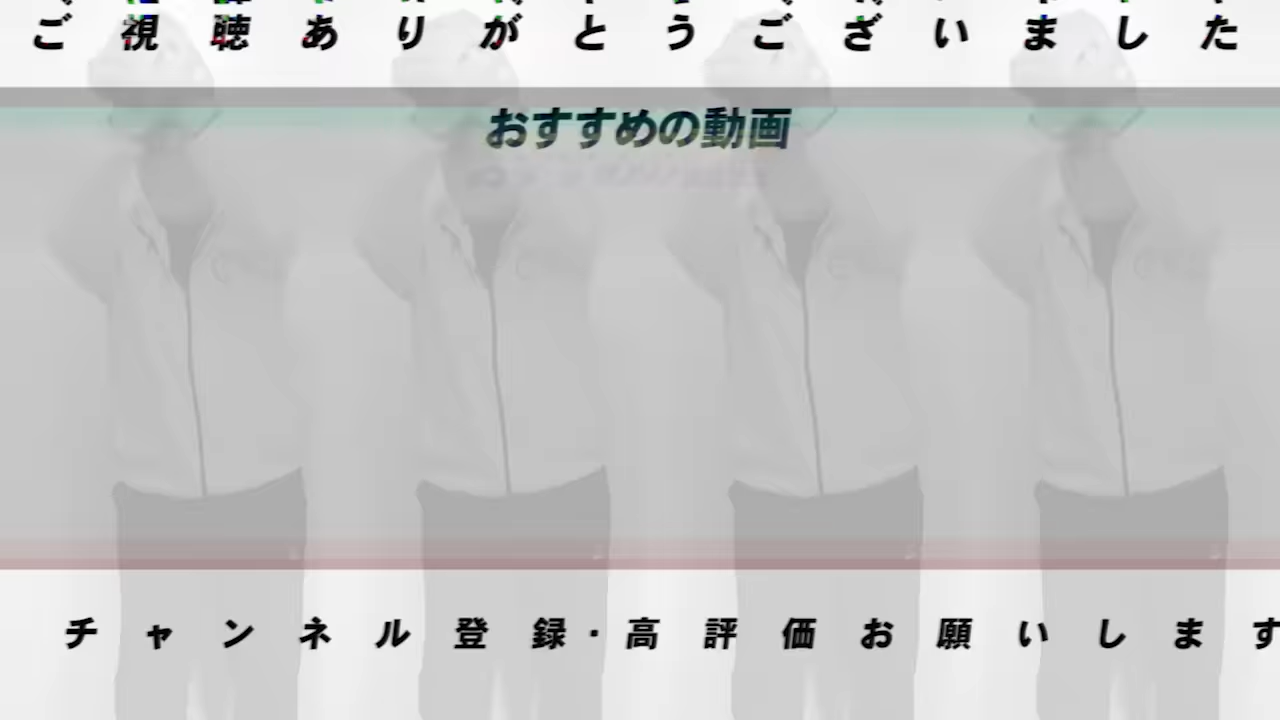 ご視聴ありがとうございました
おすすめの動画
チャンネル登録・高評価お願いします